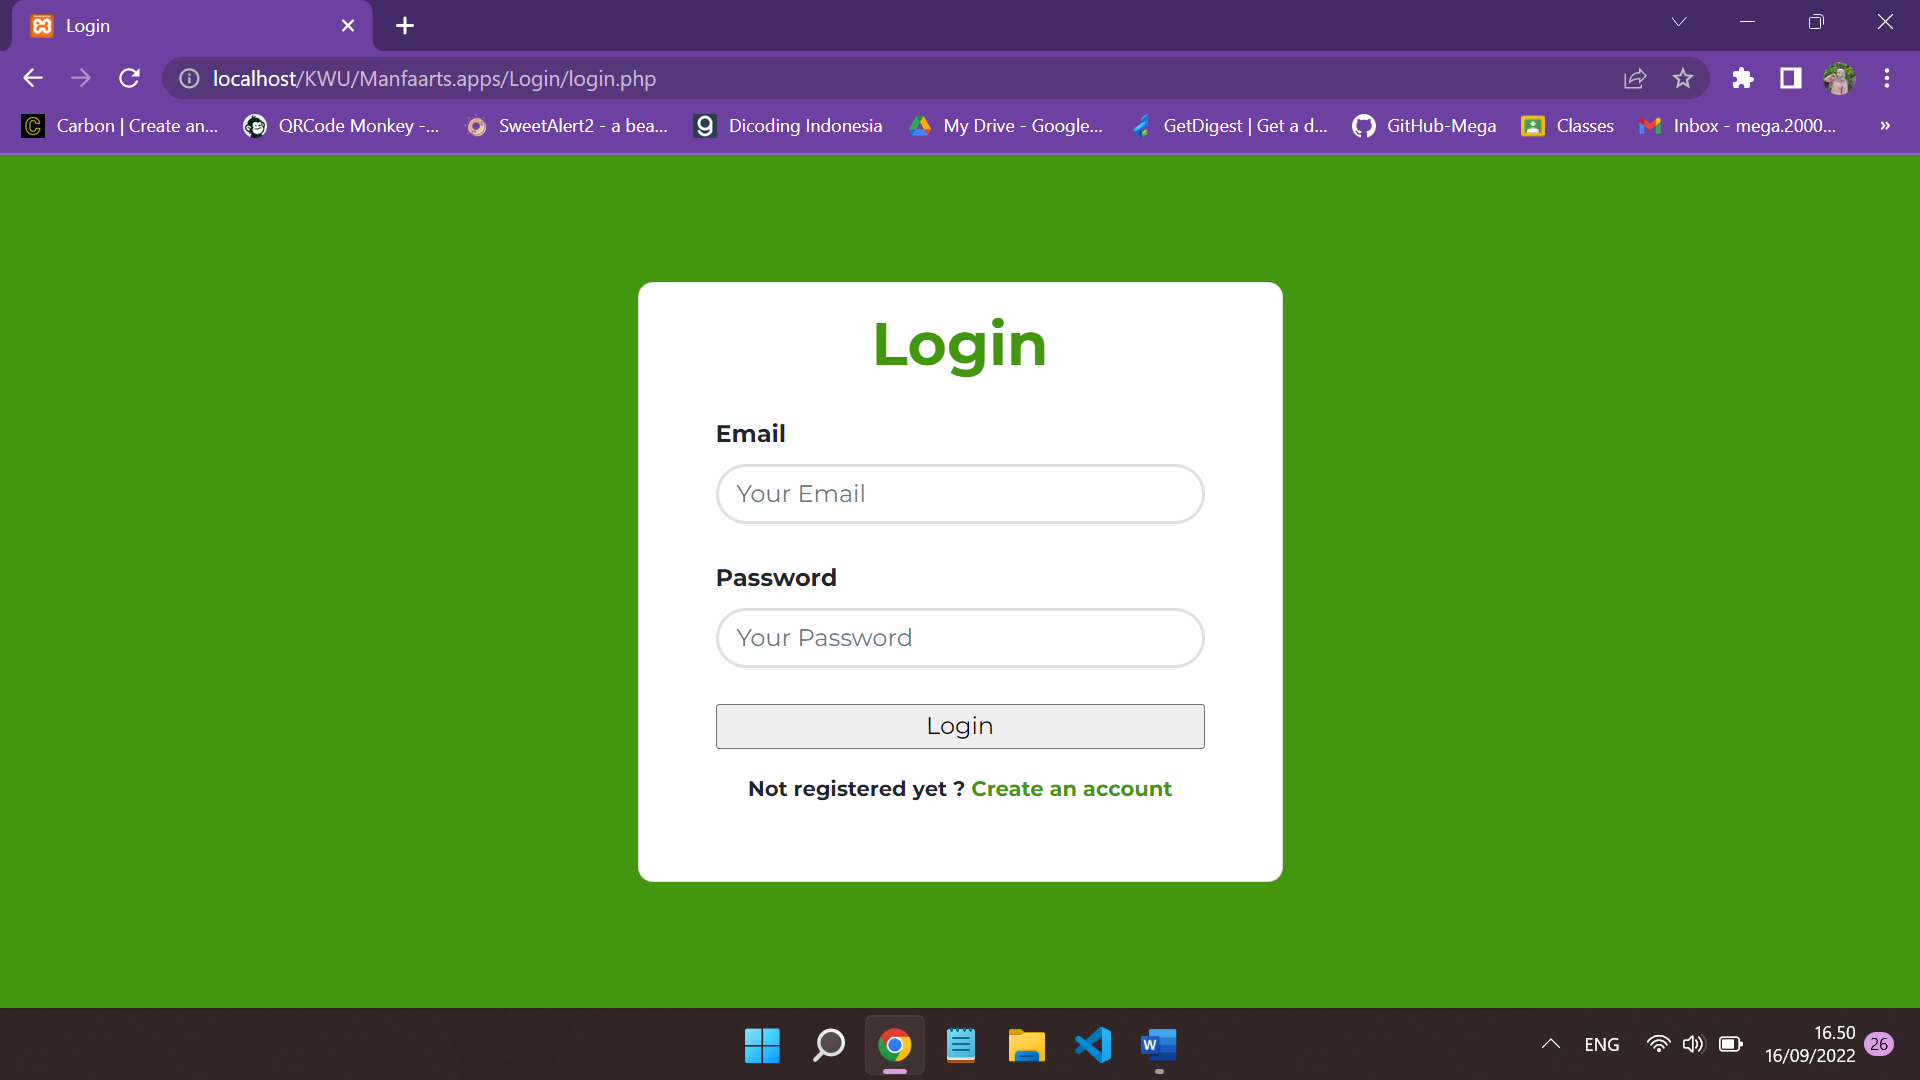 Login
localhost/KWU/Manfaarts.apps/Login/login.php
Carbon | Create an... QRCode Monkey -... SweetAlert2 - a bea... Dicoding Indonesia My Drive - Google... GetDigest | Get a d... GitHub-Mega Classes Inbox - mega.2000... »
Login
Email
Your Email
Password
Your Password
Login
Not registered yet ? Create an account
ENG
16.50
16/09/2022
26